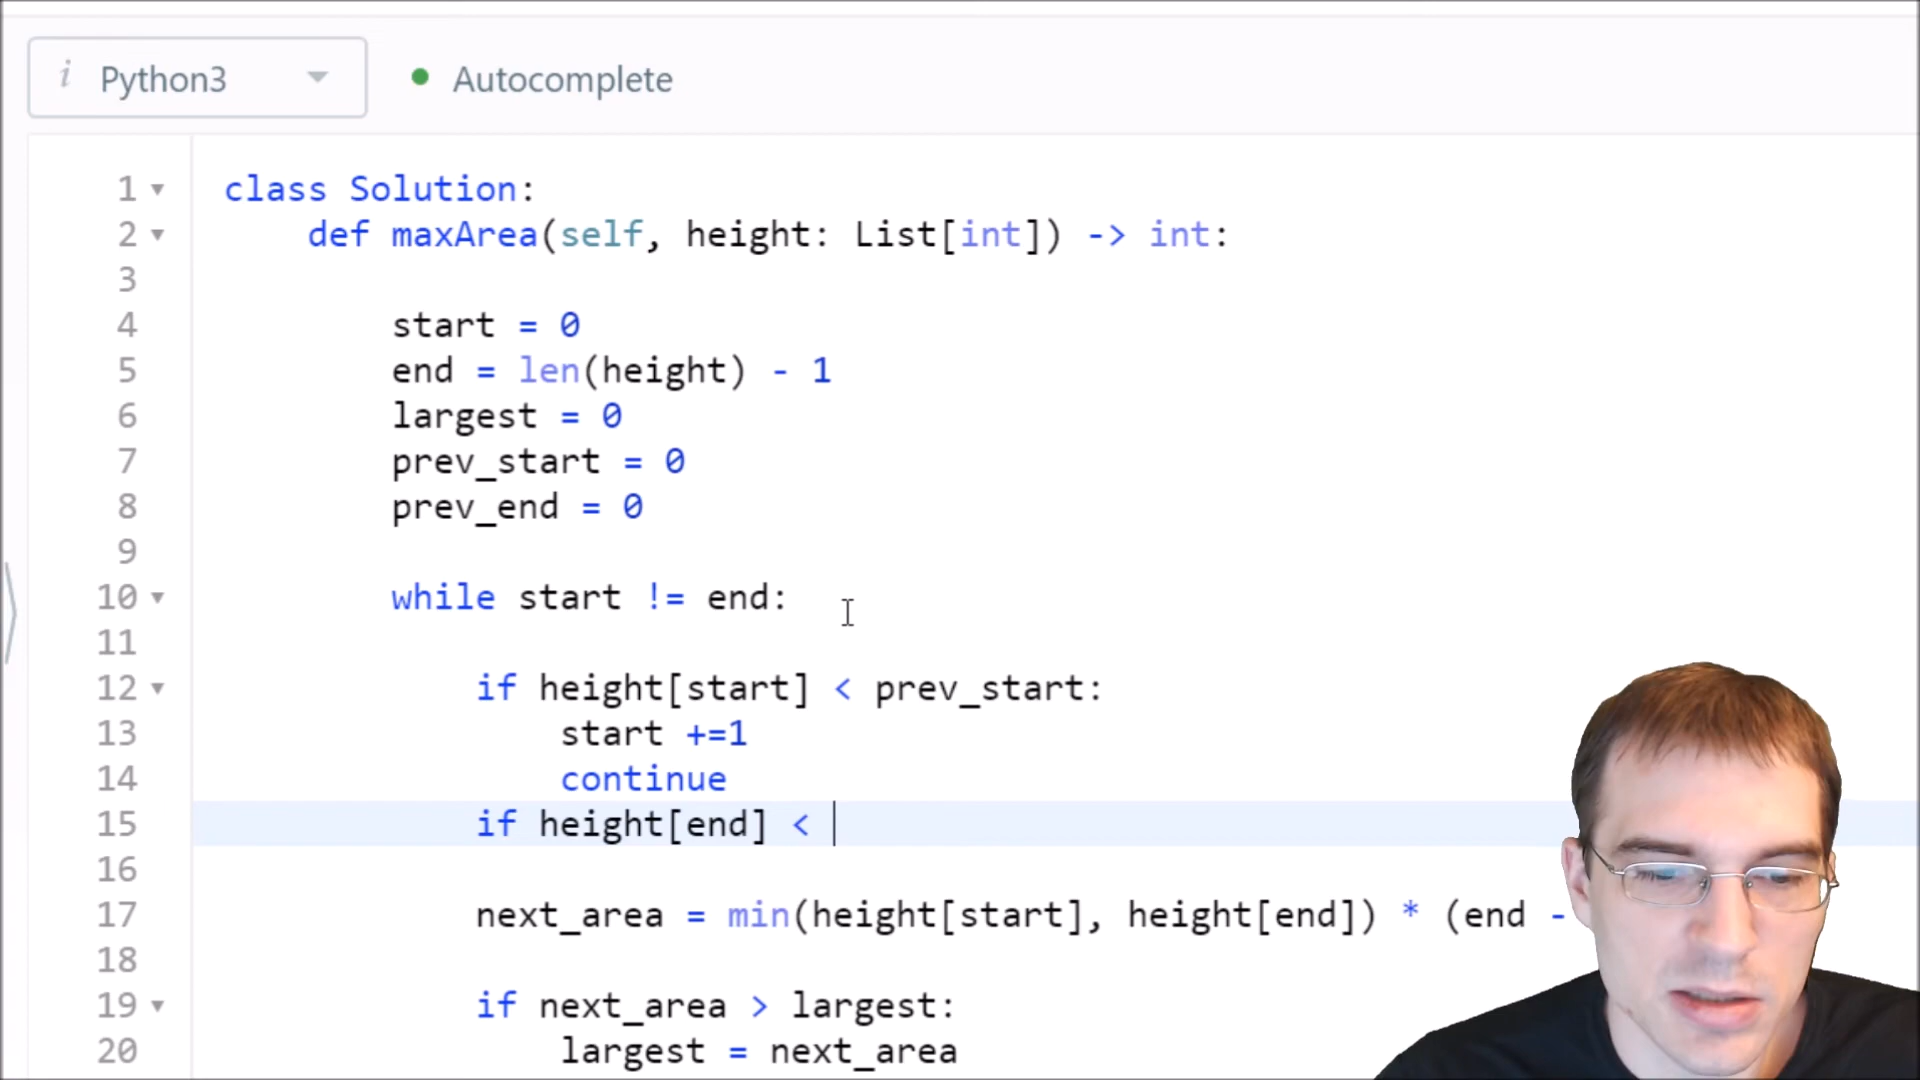 i Python3 Autocomplete
1 class Solution:
2 def maxArea(self, height: List[int]) -> int:
3
4 start = 0
5 end = len(height) - 1
6 largest = 0
7 prev_start = 0
8 prev_end = 0
9
10 while start != end:
11
12 if height[start] < prev_start:
13 start +=1
14 continue
15 if height[end] <
16
17 next_area = min(height[start], height[end]) * (end -
18
19 if next_area > largest:
20 largest = next_area